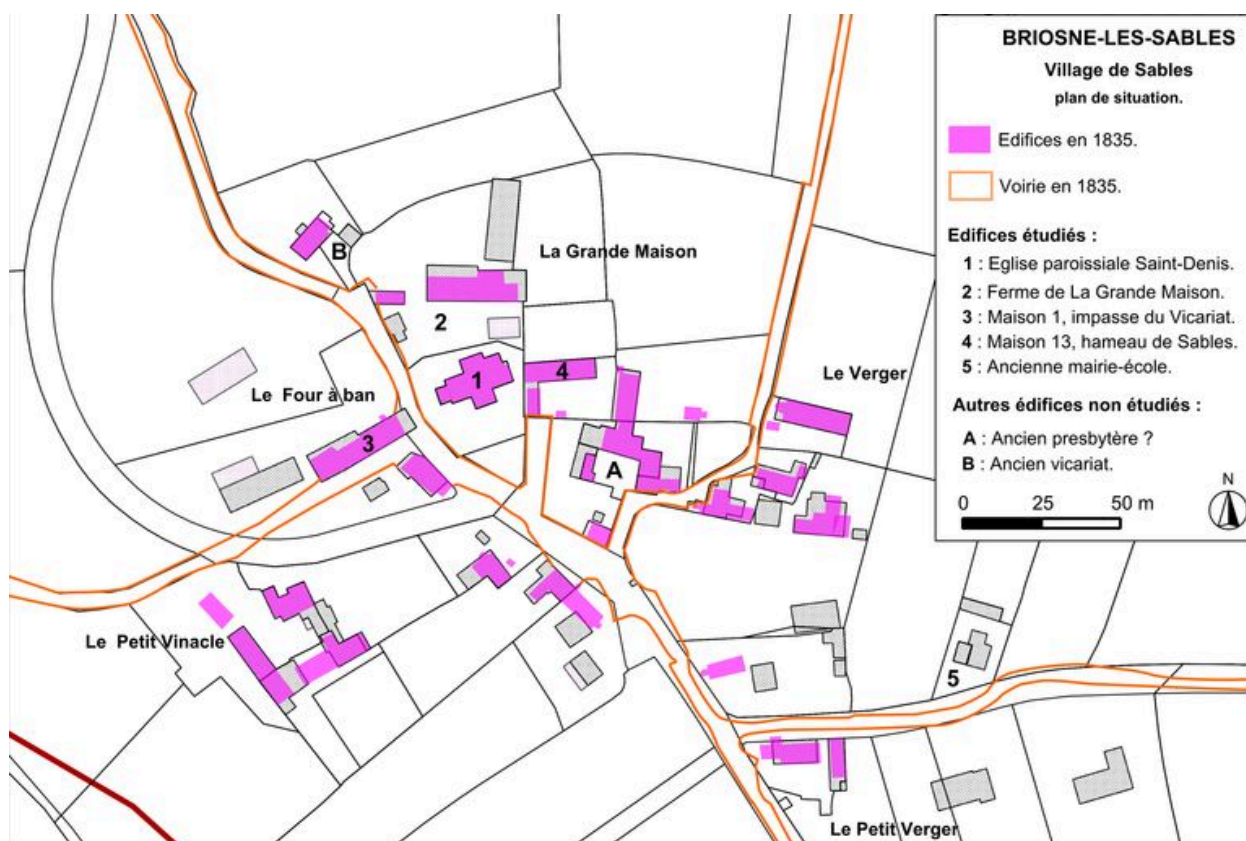 BRIOSNE-LES-SABLES
Village de Sables
plan de situation.
Edifices en 1835.
Voirie en 1835.
Edifices étudiés :
1 : Eglise paroissiale Saint-Denis.
2 : Ferme de La Grande Maison.
3 : Maison 1, impasse du Vicariat.
4 : Maison 13, hameau de Sables.
5 : Ancienne mairie-école.
Autres édifices non étudiés :
A : Ancien presbytère ?
B : Ancien vicariat.
N
0 25 50 m
B
La Grande Maison
2
1
4
Le Verger
Le Four à ban
3
A
Le Petit Vinacle
5
Le Petit Verger